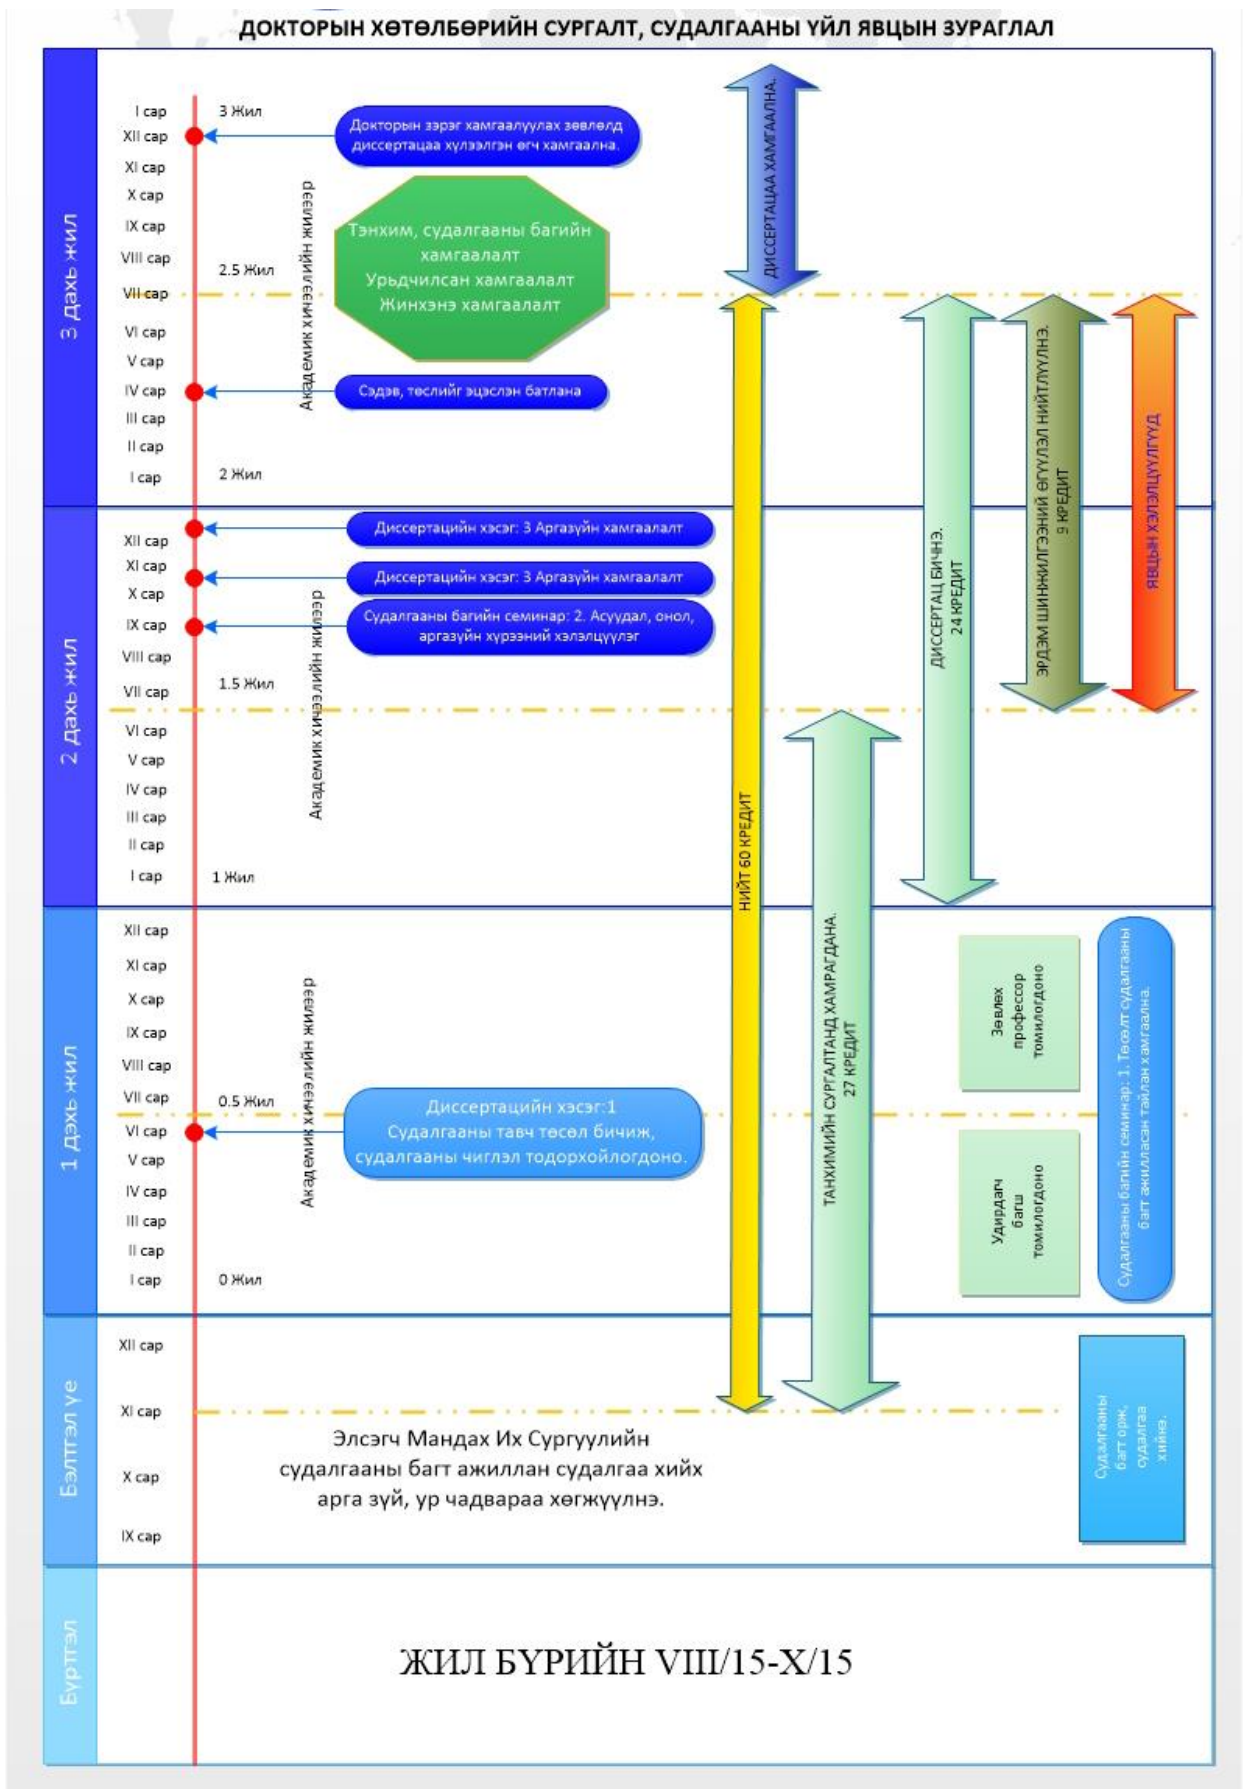 ДОКТОРЫН ХӨТӨЛБӨРИЙН СУРГАЛТ, СУДАЛГААНЫ ҮЙЛ ЯВЦЫН ЗУРАГЛАЛ
3 дахь жил
I сар
3 Жил
XII сар
Докторын зэрэг хамгаалуулах зөвлөлд
диссертацаа хүлээлгэн өгч хамгаална.
XI сар
X сар
IX сар
VIII сар
2.5 Жил
VII сар
VI сар
V сар
IV сар
III сар
II сар
I сар
2 Жил
Академик хичээлийн жилээр
Тэнхим, судалгааны багийн
хамгаалалт
Урьдчилсан хамгаалалт
Жинхэнэ хамгаалалт
Сэдэв, төслийг эцэслэн батлана
ДИССЕРТАЦАА ХАМГААЛНА.
2 дахь жил
XII сар
XI сар
X сар
IX сар
VIII сар
VII сар
1.5 Жил
VI сар
V сар
IV сар
III сар
II сар
I сар
1 Жил
Академик хичээлийн жилээр
Диссертацийн хэсэг: 3 Аргазүйн хамгаалалт
Диссертацийн хэсэг: 3 Аргазүйн хамгаалалт
Судалгааны багийн семинар: 2. Асуудал, онол,
аргазүйн хүрээний хэлэлцүүлэг
НИЙТ 60 КРЕДИТ
ДИССЕРТАЦ БИЧНЭ.
24 КРЕДИТ
ЭРДЭМ ШИНЖИЛГЭЭНИЙ ӨГҮҮЛЭЛ НИЙТЛҮҮЛНЭ.
9 КРЕДИТ
ЯВЦЫН ХЭЛЭЛЦҮҮЛГҮҮД
1 дэхь жил
XII сар
XI сар
X сар
IX сар
VIII сар
VII сар
0.5 Жил
VI сар
V сар
IV сар
III сар
II сар
I сар
0 Жил
Академик хичээлийн жилээр
Диссертацийн хэсэг:1
Судалгааны тавч төсөл бичиж,
судалгааны чиглэл тодорхойлогдоно.
ТАНХИМИЙН СУРГАЛТАНД ХАМРАГДАНА.
27 КРЕДИТ
Зөвлөх
профессор
томилогдоно
Удирдагч
багш
томилогдоно
Судалгааны багийн семинар: 1. Төсөлт судалгааны
багт ажилласан тайлан хамгаална.
Бэлтгэл үе
XII сар
XI сар
X сар
IX сар
Элсэгч Мандах Их Сургуулийн
судалгааны багт ажиллан судалгаа хийх
арга зүй, ур чадвараа хөгжүүлнэ.
Судалгааны
багт орж,
судалгаа
хийнэ.
Бүртгэл
ЖИЛ БҮРИЙН VIII/15-X/15